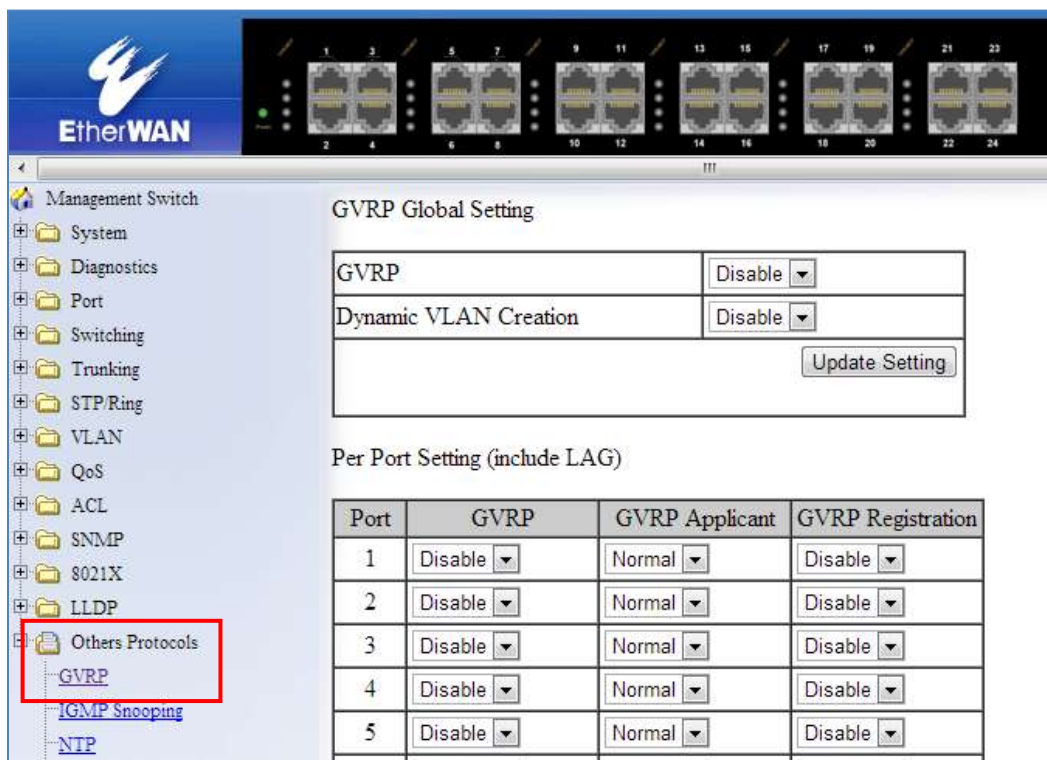 1 3 5 7 9 11 13 15 17 19 21 23
EtherWAN
2 4 6 8 10 12 14 16 18 20 22 24
Management Switch
System
Diagnostics
Port
Switching
Trunking
STP/Ring
VLAN
QoS
ACL
SNMP
8021X
LLDP
Others Protocols
GVRP
IGMP Snooping
NTP
GVRP Global Setting
GVRP Disable
Dynamic VLAN Creation Disable
Update Setting
Per Port Setting (include LAG)
Port GVRP GVRP Applicant GVRP Registration
1 Disable Normal Disable
2 Disable Normal Disable
3 Disable Normal Disable
4 Disable Normal Disable
5 Disable Normal Disable